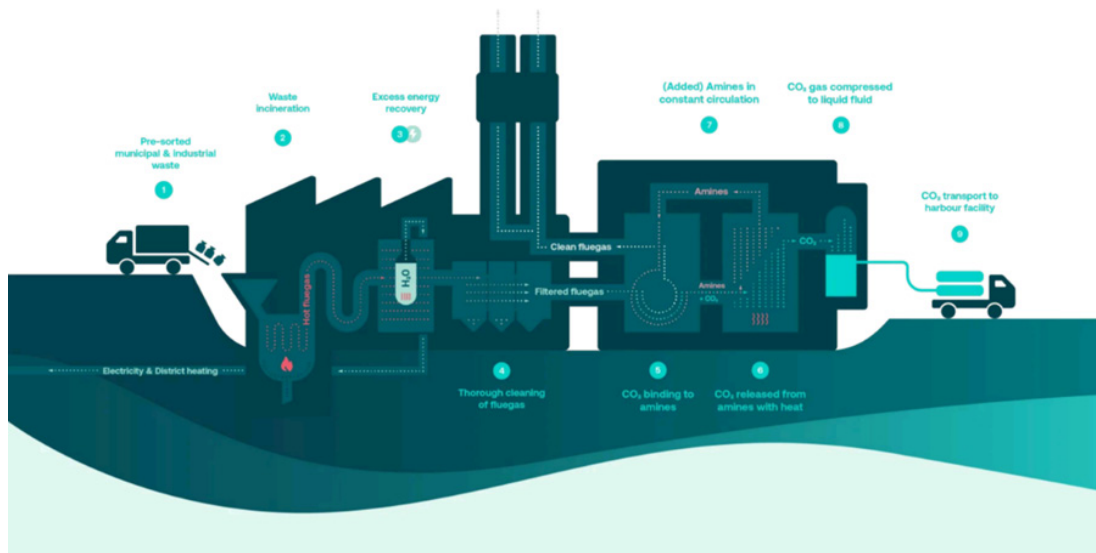 Pre-sorted
municipal & industrial
waste
1
Waste
incineration
2
Excess energy
recovery
3
(Added) Amines in
constant circulation
7
CO₂ gas compressed
to liquid fluid
8
CO₂ transport to
harbour facility
9
Amines
Clean fluegas
CO₂
Hot fluegas
H₂O
Filtered fluegas
Amines
+ CO₂
Electricity & District heating
4
Thorough cleaning
of fluegas
5
CO₂ binding to
amines
6
CO₂ released from
amines with heat